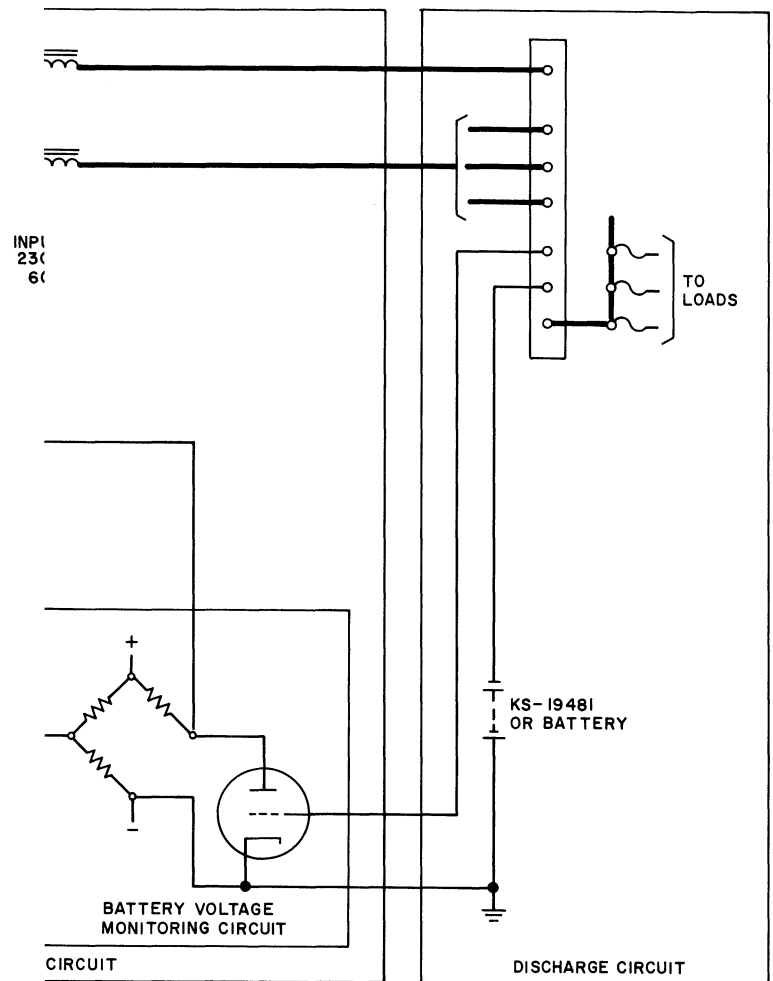 TO
LOADS
+
KS-19481
OR BATTERY
−
BATTERY VOLTAGE
MONITORING CIRCUIT
CIRCUIT
DISCHARGE CIRCUIT